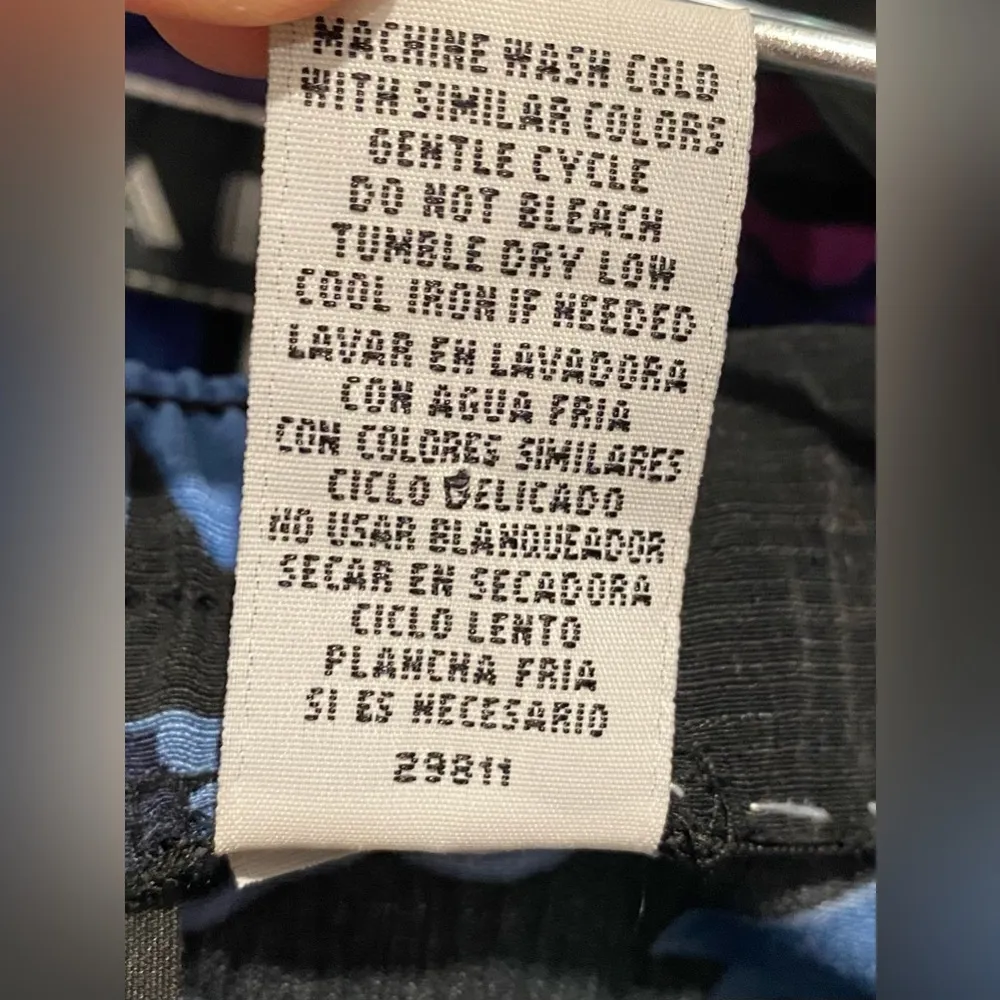 MACHINE WASH COLD
WITH SIMILAR COLORS
GENTLE CYCLE
DO NOT BLEACH
TUMBLE DRY LOW
COOL IRON IF NEEDED
LAVAR EN LAVADORA
CON AGUA FRIA
CON COLORES SIMILARES
CICLO DELICADO
NO USAR BLANQUEADOR
SECAR EN SECADORA
CICLO LENTO
PLANCHA FRIA
SI ES NECESARIO
29811